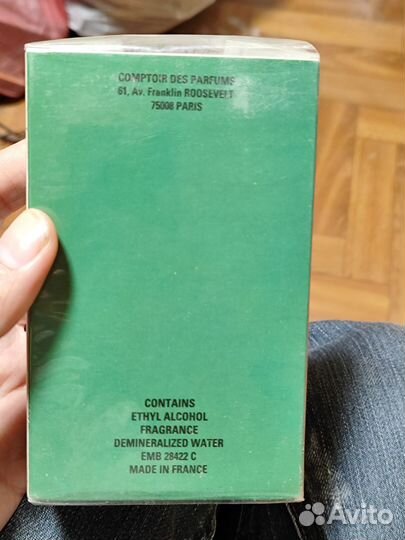 COMPTOIR DES PARFUMS
61, Av. Franklin ROOSEVELT
75008 PARIS
CONTAINS
ETHYL ALCOHOL
FRAGRANCE
DEMINERALIZED WATER
EMB 28422 C
MADE IN FRANCE
Avito